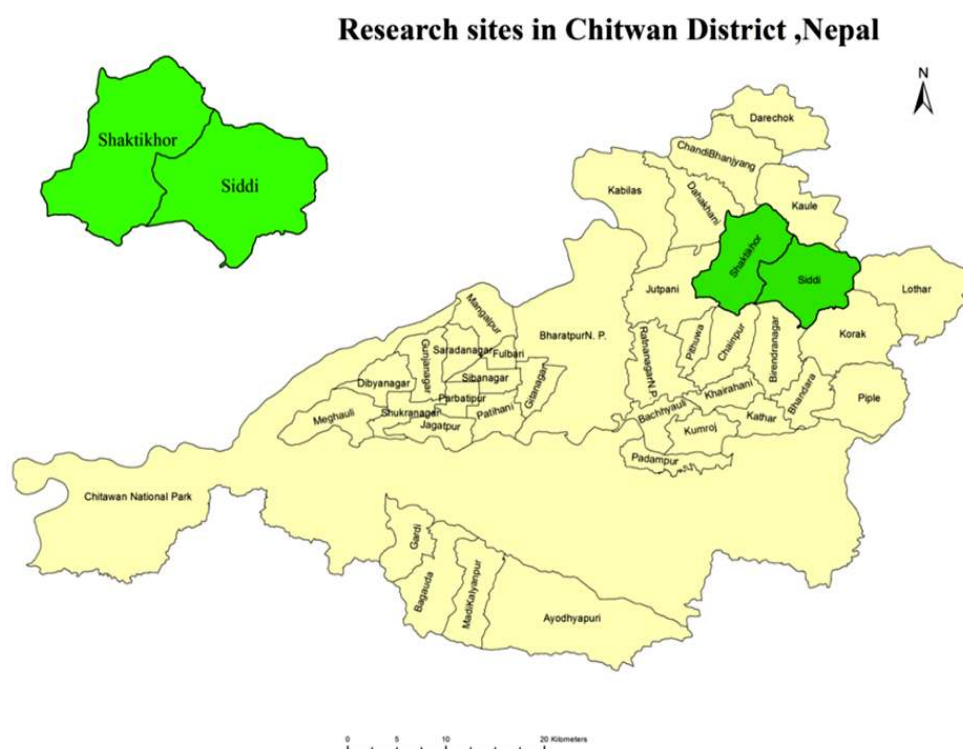 Research sites in Chitwan District ,Nepal
N
Shaktikhor
Siddi
Darechok
ChandiBhanjyang
Kabilas
Dahakhani
Kaule
Shaktikhor
Siddi
Lothar
Jutpani
Mangalpur
BharatpurN. P.
Korak
RatnanagarN.P.
Pithuwa
Chainpur
Birendranagar
Gunjanagar
Saradanagar
Fulbari
Dibyanagar
Sibanagar
Gitanagar
Khairahani
Bhandara
Piple
Meghauli
Shukranagar
Parbatipur
Patihani
Jagatpur
Bachhyauli
Kathar
Kumroj
Padampur
Chitawan National Park
Gardi
Bagauda
MadiKalyanpur
Ayodhyapuri
0 5 10 20 Kilometers